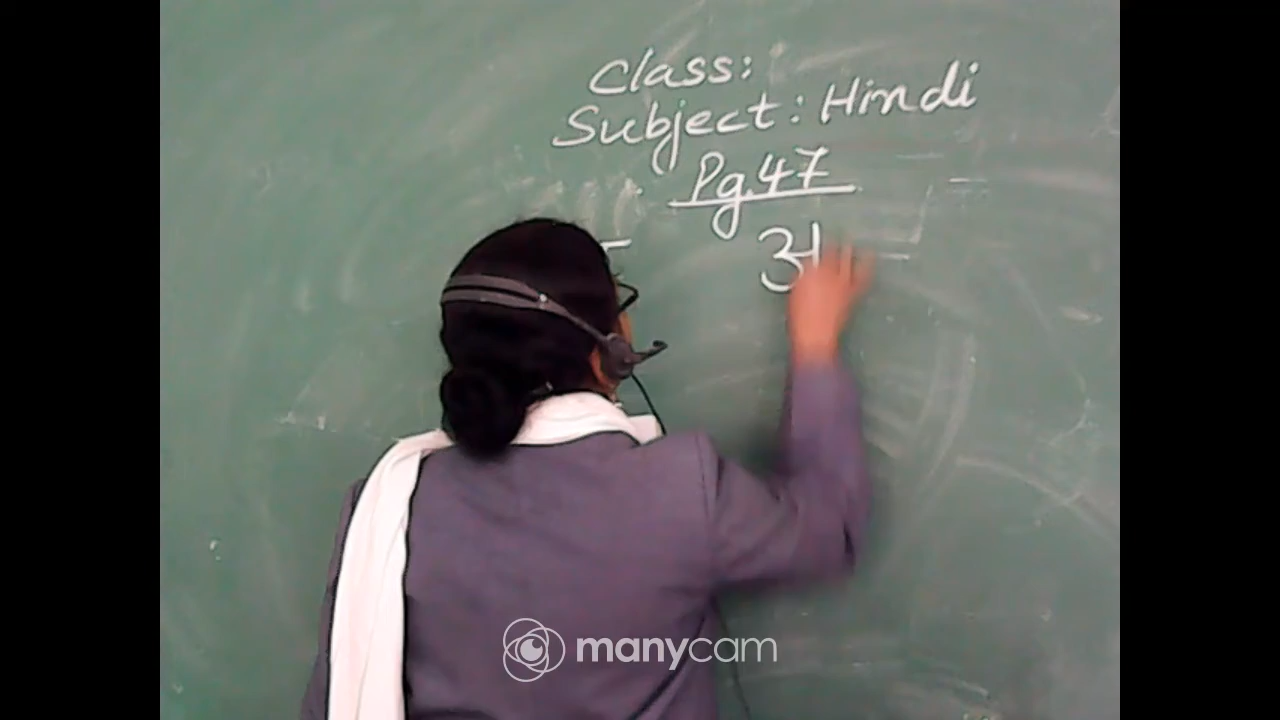 Class:
Subject: Hindi
Pg.47
अ
manycam